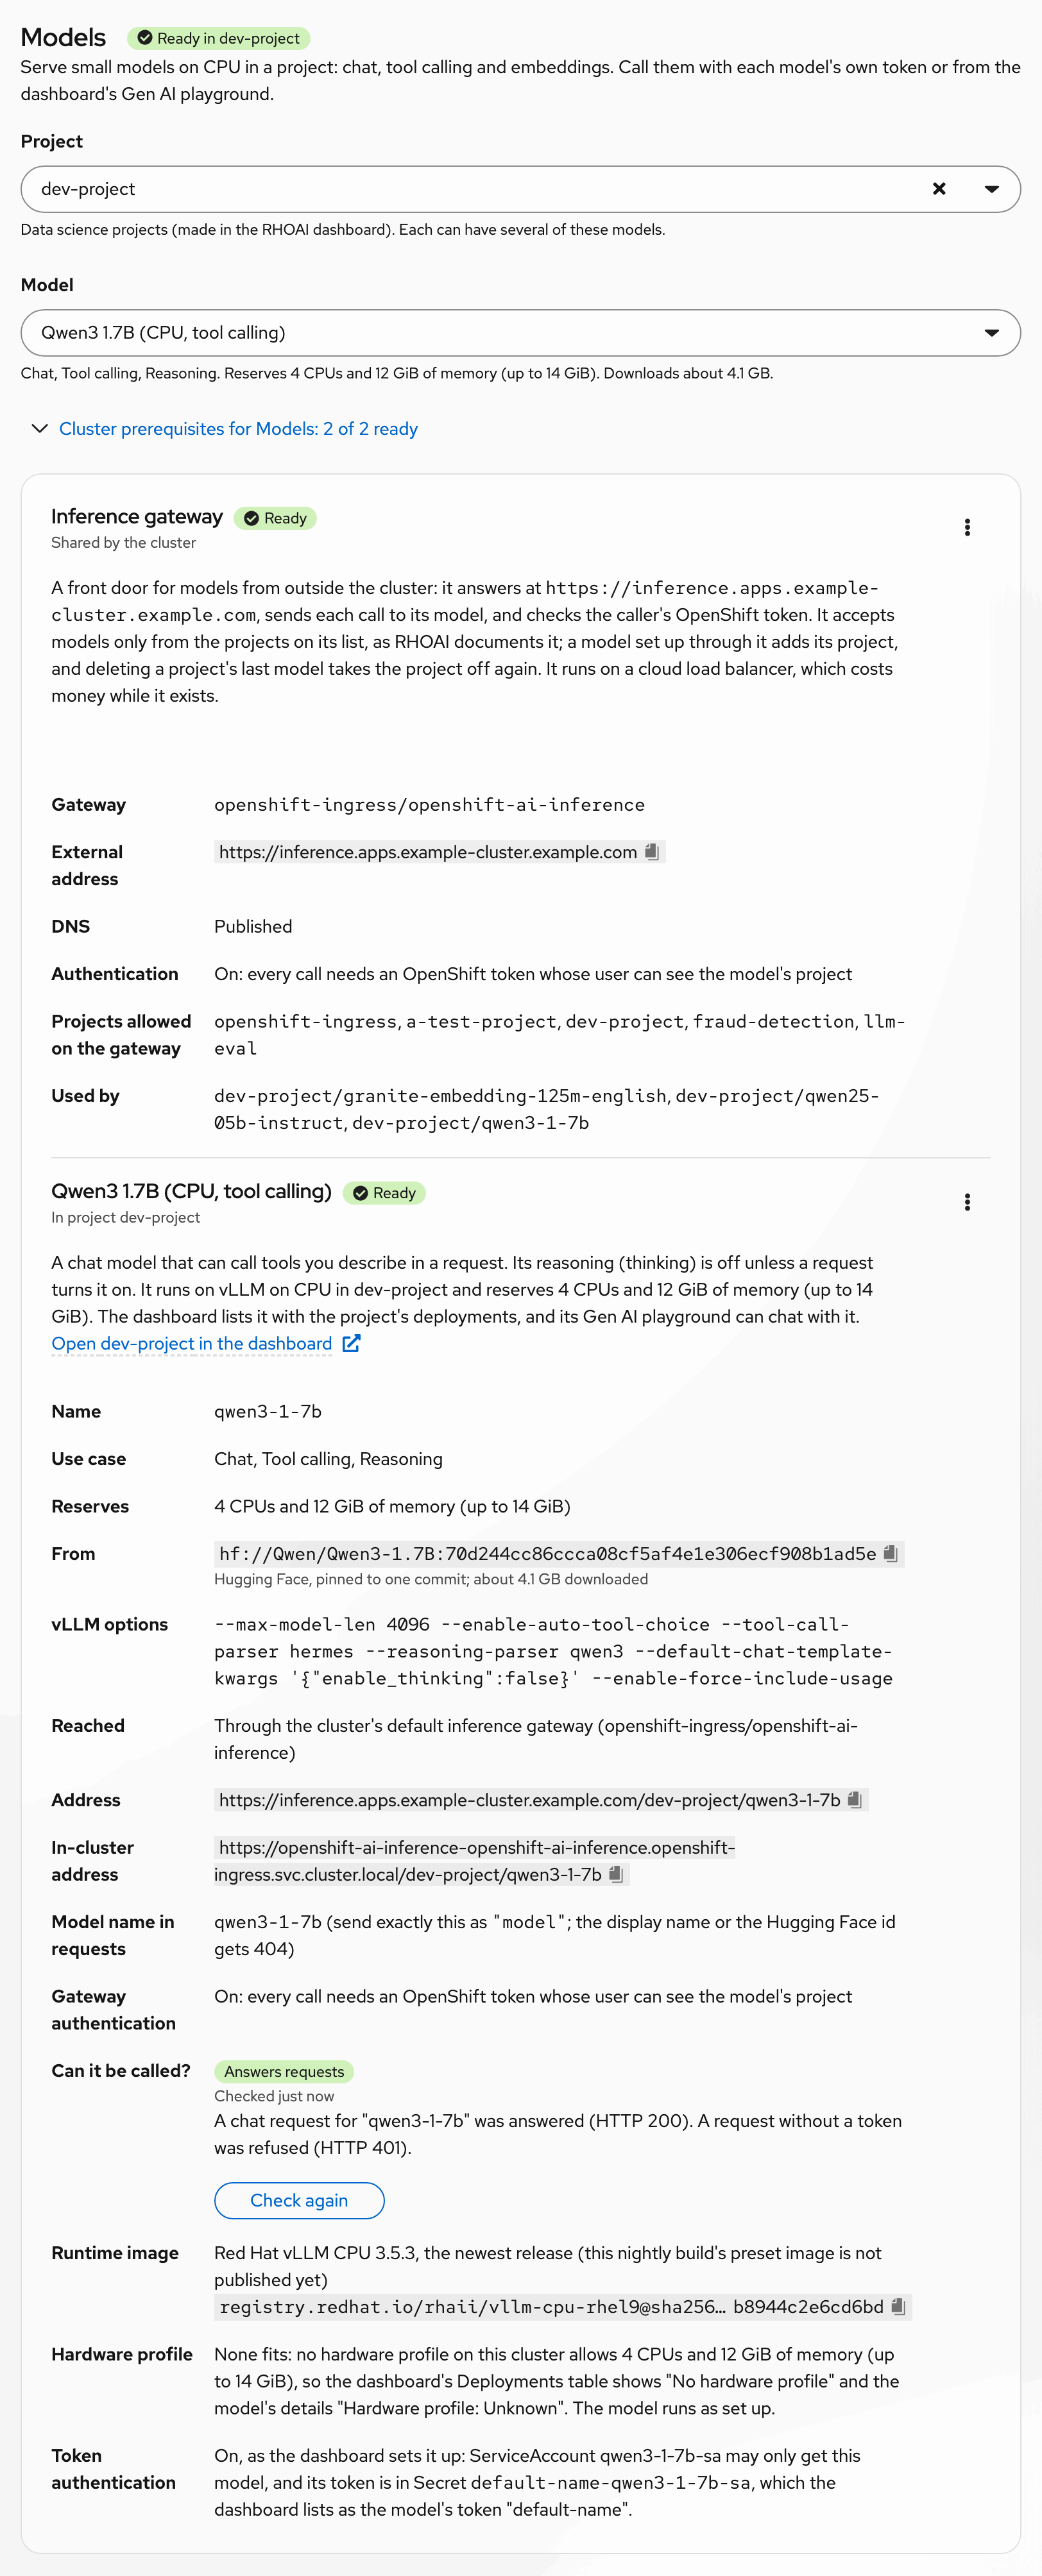 Models
Ready in dev-project
Serve small models on CPU in a project: chat, tool calling and embeddings. Call them with each model's own token or from the
dashboard's Gen AI playground.
Project
dev-project
Data science projects (made in the RHOAI dashboard). Each can have several of these models.
Model
Qwen3 1.7B (CPU, tool calling)
Chat, Tool calling, Reasoning. Reserves 4 CPUs and 12 GiB of memory (up to 14 GiB). Downloads about 4.1 GB.
Cluster prerequisites for Models: 2 of 2 ready
Inference gateway
Ready
Shared by the cluster
A front door for models from outside the cluster: it answers at https://inference.apps.example-
cluster.example.com, sends each call to its model, and checks the caller's OpenShift token. It accepts
models only from the projects on its list, as RHOAI documents it; a model set up through it adds its project,
and deleting a project's last model takes the project off again. It runs on a cloud load balancer, which costs
money while it exists.
Gateway
openshift-ingress/openshift-ai-inference
External
address
https://inference.apps.example-cluster.example.com
DNS
Published
Authentication
On: every call needs an OpenShift token whose user can see the model's project
Projects allowed
on the gateway
openshift-ingress, a-test-project, dev-project, fraud-detection, llm-
eval
Used by
dev-project/granite-embedding-125m-english, dev-project/qwen25-
05b-instruct, dev-project/qwen3-1-7b
Qwen3 1.7B (CPU, tool calling)
Ready
In project dev-project
A chat model that can call tools you describe in a request. Its reasoning (thinking) is off unless a request
turns it on. It runs on vLLM on CPU in dev-project and reserves 4 CPUs and 12 GiB of memory (up to 14
GiB). The dashboard lists it with the project's deployments, and its Gen AI playground can chat with it.
Open dev-project in the dashboard
Name
qwen3-1-7b
Use case
Chat, Tool calling, Reasoning
Reserves
4 CPUs and 12 GiB of memory (up to 14 GiB)
From
hf://Qwen/Qwen3-1.7B:70d244cc86ccca08cf5af4e1e306ecf908b1ad5e
Hugging Face, pinned to one commit; about 4.1 GB downloaded
vLLM options
--max-model-len 4096 --enable-auto-tool-choice --tool-call-
parser hermes --reasoning-parser qwen3 --default-chat-template-
kwargs '{"enable_thinking":false}' --enable-force-include-usage
Reached
Through the cluster's default inference gateway (openshift-ingress/openshift-ai-
inference)
Address
https://inference.apps.example-cluster.example.com/dev-project/qwen3-1-7b
In-cluster
address
https://openshift-ai-inference-openshift-ai-inference.openshift-
ingress.svc.cluster.local/dev-project/qwen3-1-7b
Model name in
requests
qwen3-1-7b (send exactly this as "model"; the display name or the Hugging Face id
gets 404)
Gateway
authentication
On: every call needs an OpenShift token whose user can see the model's project
Can it be called?
Answers requests
Checked just now
A chat request for "qwen3-1-7b" was answered (HTTP 200). A request without a token
was refused (HTTP 401).
Check again
Runtime image
Red Hat vLLM CPU 3.5.3, the newest release (this nightly build's preset image is not
published yet)
registry.redhat.io/rhaii/vllm-cpu-rhel9@sha256… b8944c2e6cd6bd
Hardware profile
None fits: no hardware profile on this cluster allows 4 CPUs and 12 GiB of memory (up
to 14 GiB), so the dashboard's Deployments table shows "No hardware profile" and the
model's details "Hardware profile: Unknown". The model runs as set up.
Token
authentication
On, as the dashboard sets it up: ServiceAccount qwen3-1-7b-sa may only get this
model, and its token is in Secret default-name-qwen3-1-7b-sa, which the
dashboard lists as the model's token "default-name".